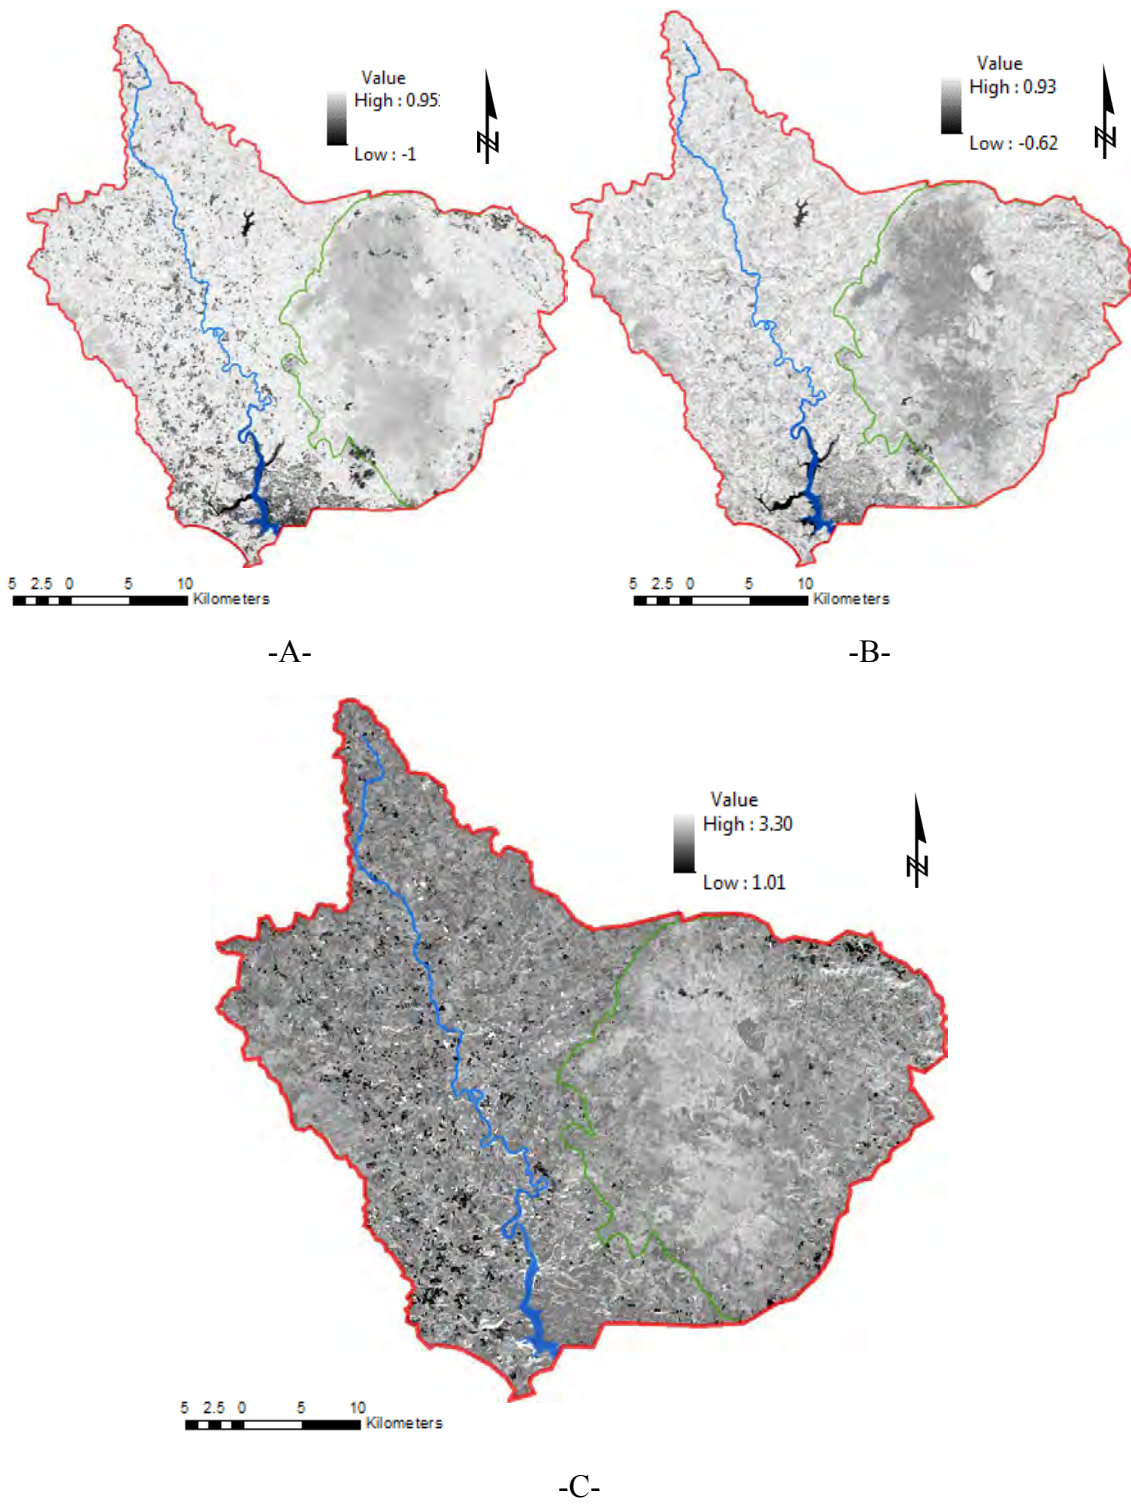 Value
High : 0.95
Low : -1
Value
High : 0.93
Low : -0.62
5 2.5 0 5 10
Kilometers
5 2.5 0 5 10
Kilometers
-A-
-B-
Value
High : 3.30
Low : 1.01
5 2.5 0 5 10
Kilometers
-C-